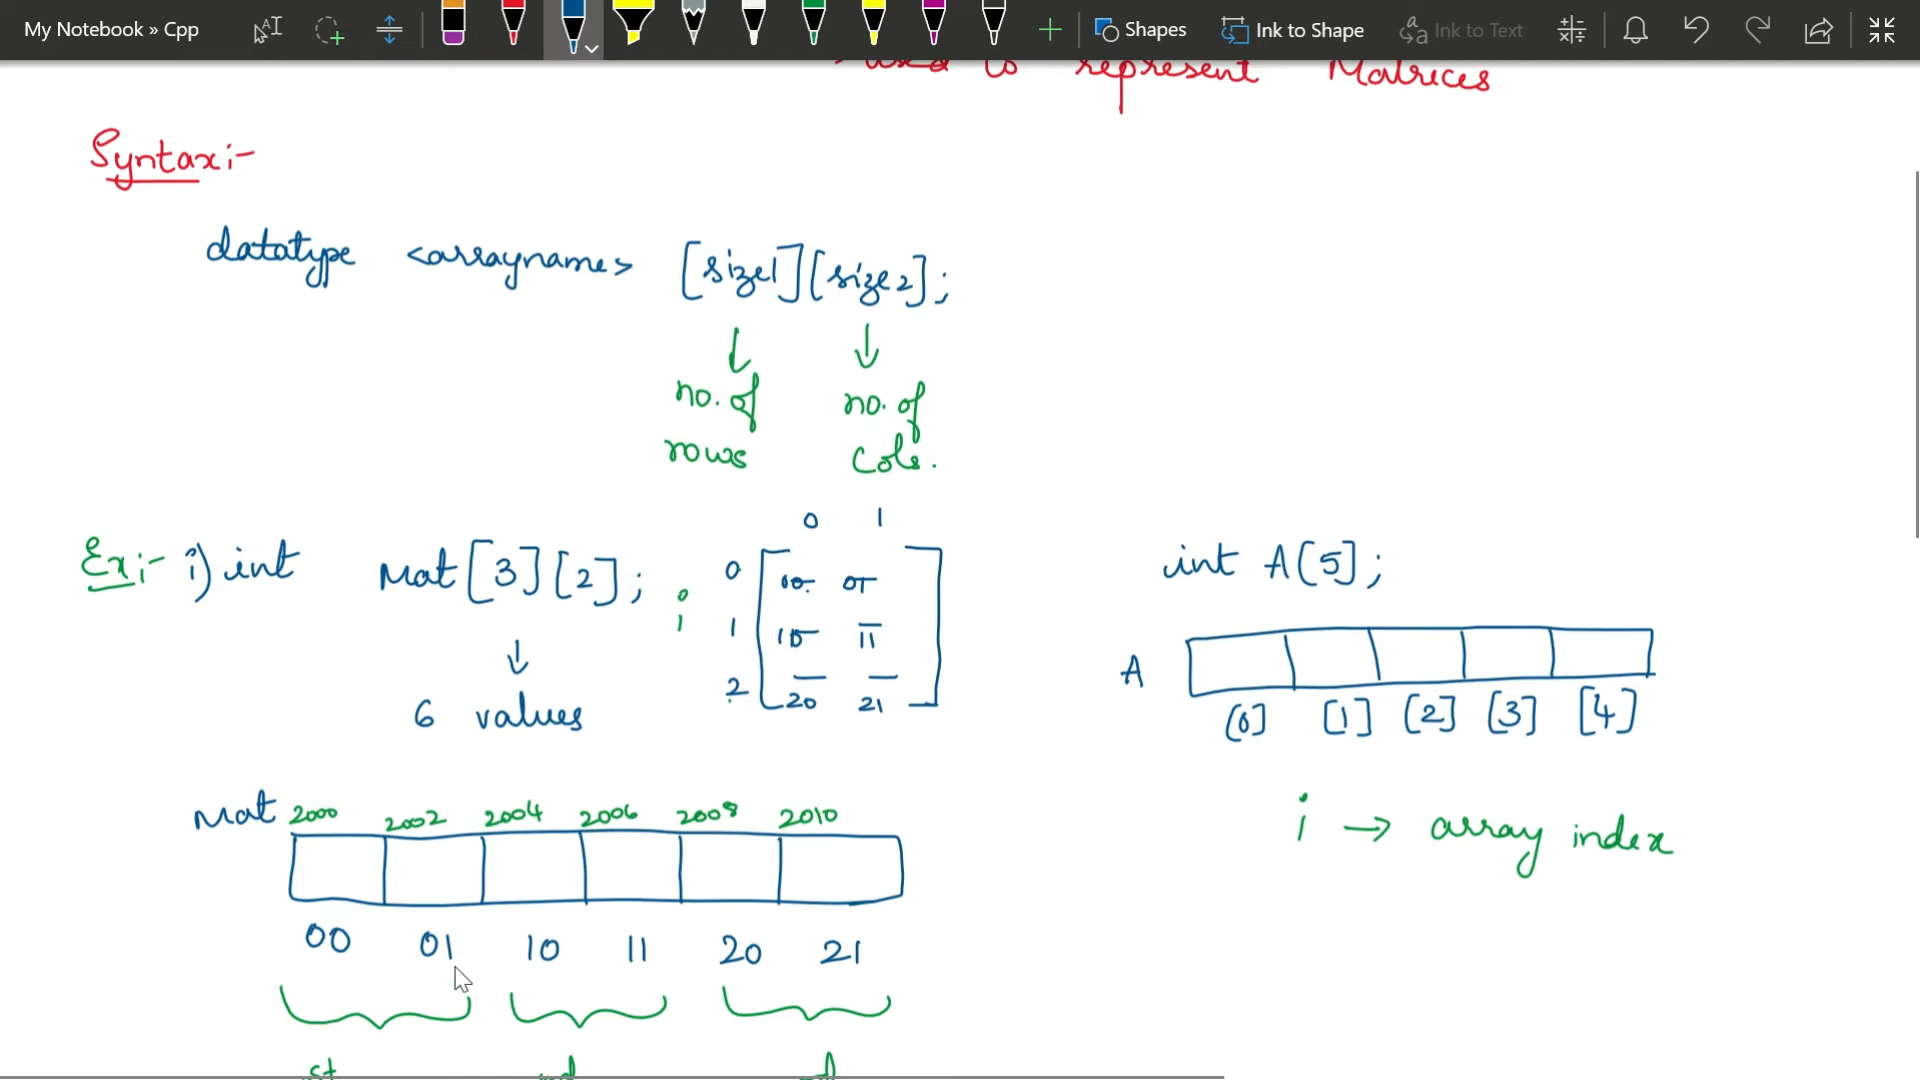 My Notebook » Cpp
Shapes
Ink to Shape
Ink to Text
used to represent Matrices
Syntax:-
datatype <arrayname> [size1][size2];
no. of rows
no. of Cols.
0 1
Ex:- i) int Mat[3][2];
0 00 01
1 10 11
2 20 21
6 values
int A[5];
A
[0] [1] [2] [3] [4]
i → array index
Mat 2000 2002 2004 2006 2008 2010
00 01 10 11 20 21
st